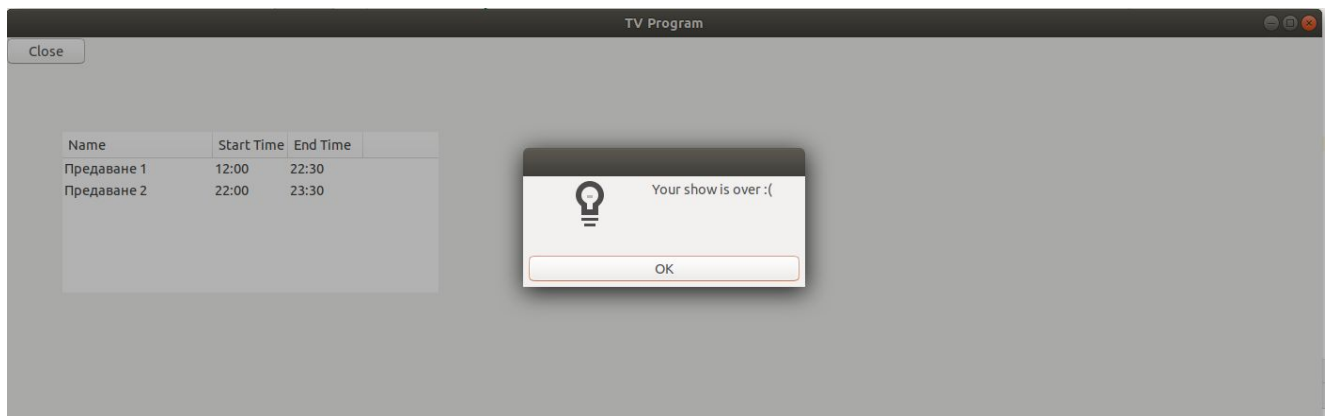 TV Program
Close
Name Start Time End Time
Предаване 1 12:00 22:30
Предаване 2 22:00 23:30
Your show is over :(
OK